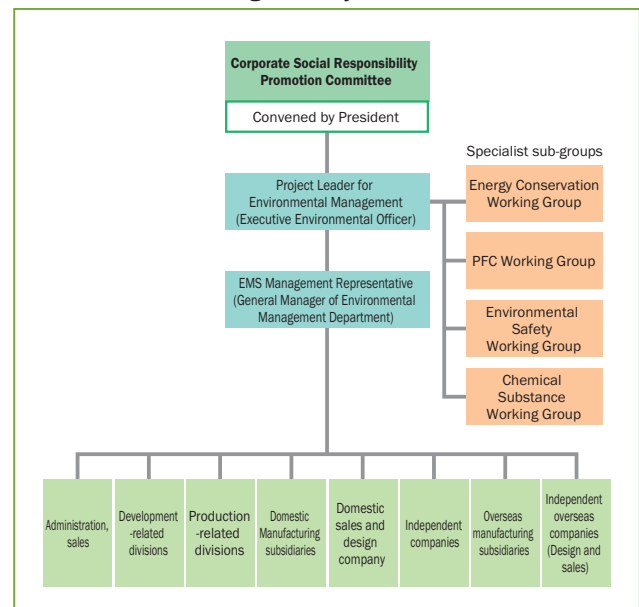 Corporate Social Responsibility
Promotion Committee
Convened by President
Specialist sub-groups
Project Leader for
Environmental Management
(Executive Environmental Officer)
Energy Conservation
Working Group
PFC Working Group
EMS Management Representative
(General Manager of Environmental
Management Department)
Environmental
Safety
Working Group
Chemical
Substance
Working Group
Administration,
sales
Development
-related
divisions
Production
-related
divisions
Domestic
Manufacturing
subsidiaries
Domestic
sales and
design
company
Independent
companies
Overseas
manufacturing
subsidiaries
Independent
overseas
companies
(Design and
sales)